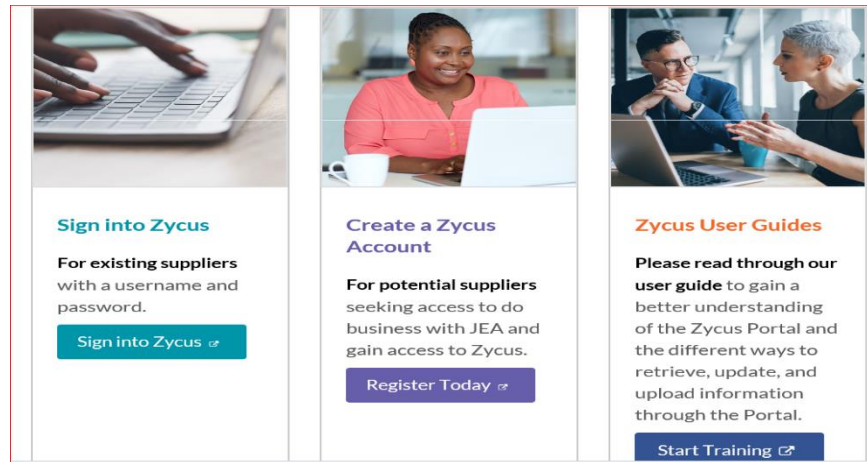 Sign into Zycus
For existing suppliers
with a username and
password.
Sign into Zycus
Create a Zycus
Account
For potential suppliers
seeking access to do
business with JEA and
gain access to Zycus.
Register Today
Zycus User Guides
Please read through our
user guide to gain a
better understanding
of the Zycus Portal and
the different ways to
retrieve, update, and
upload information
through the Portal.
Start Training